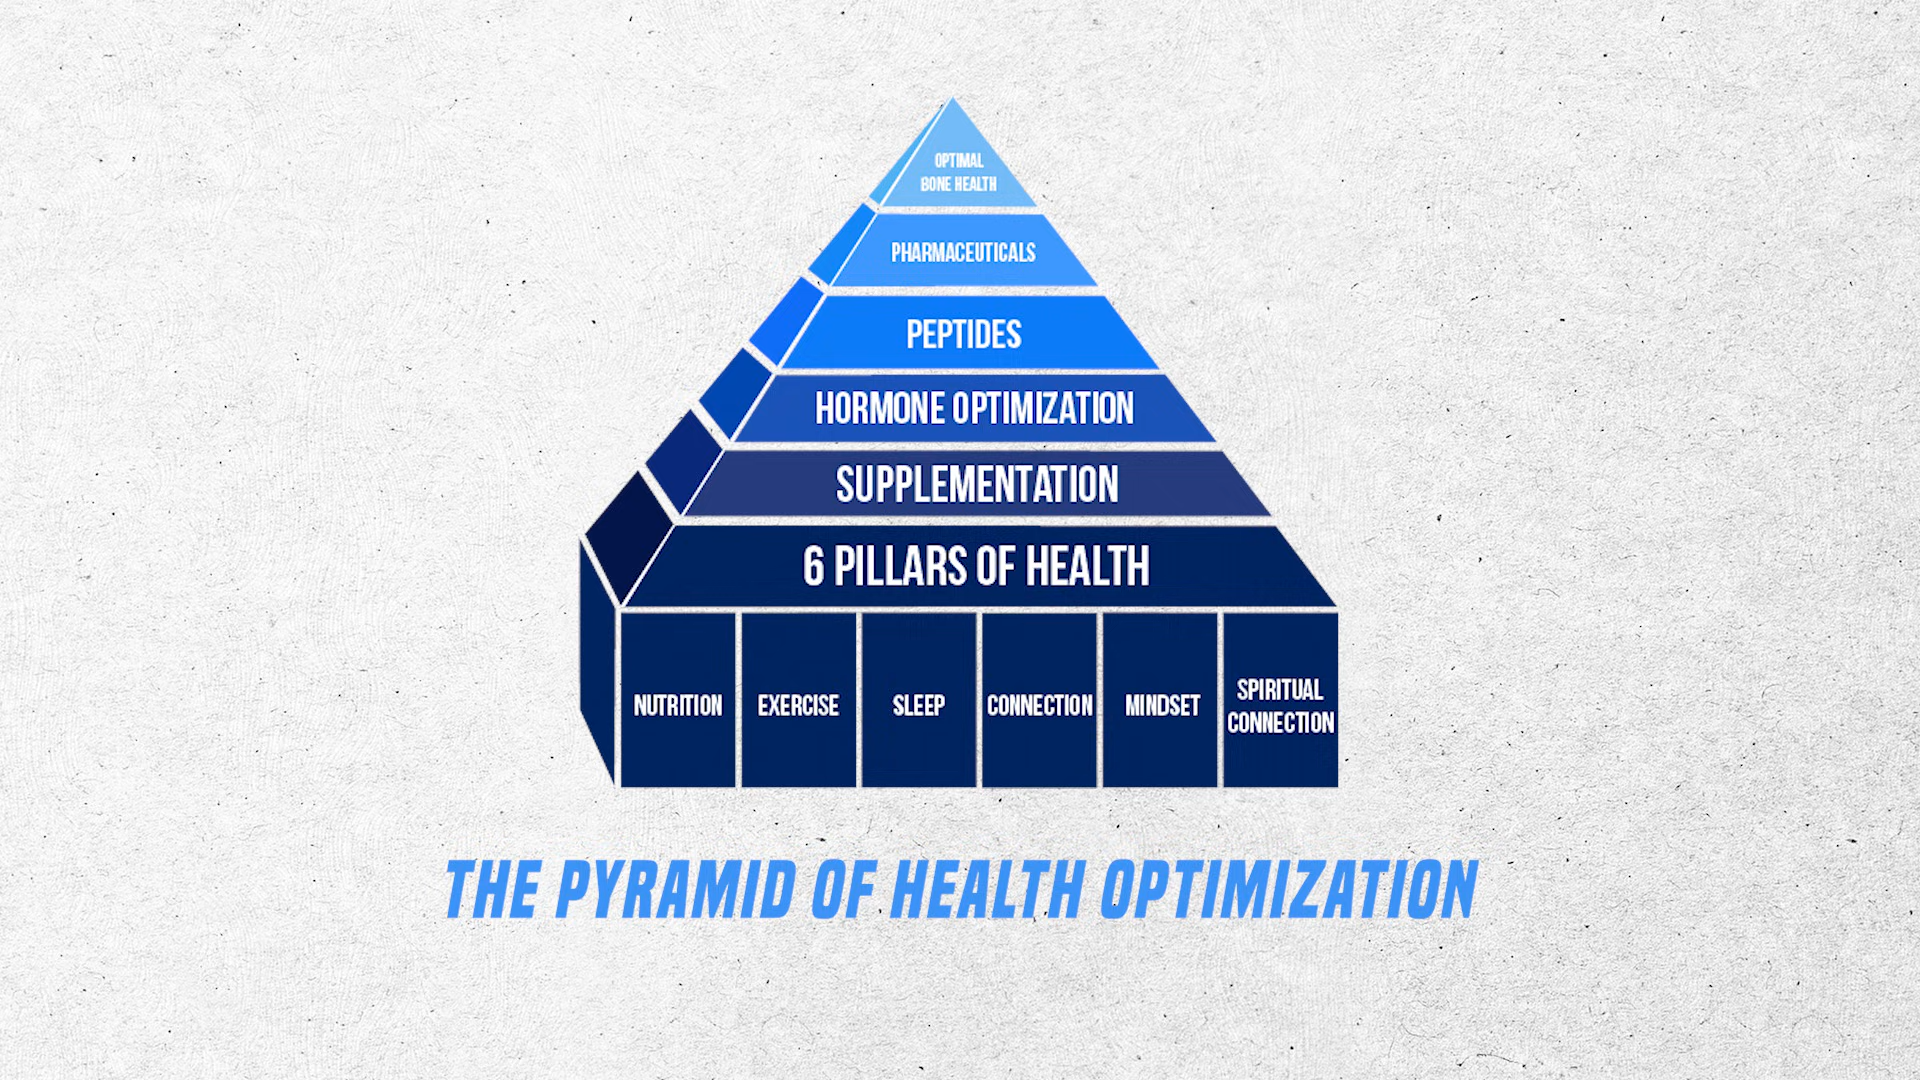 OPTIMAL
BONE HEALTH
PHARMACEUTICALS
PEPTIDES
HORMONE OPTIMIZATION
SUPPLEMENTATION
6 PILLARS OF HEALTH
NUTRITION
EXERCISE
SLEEP
CONNECTION
MINDSET
SPIRITUAL
CONNECTION
THE PYRAMID OF HEALTH OPTIMIZATION